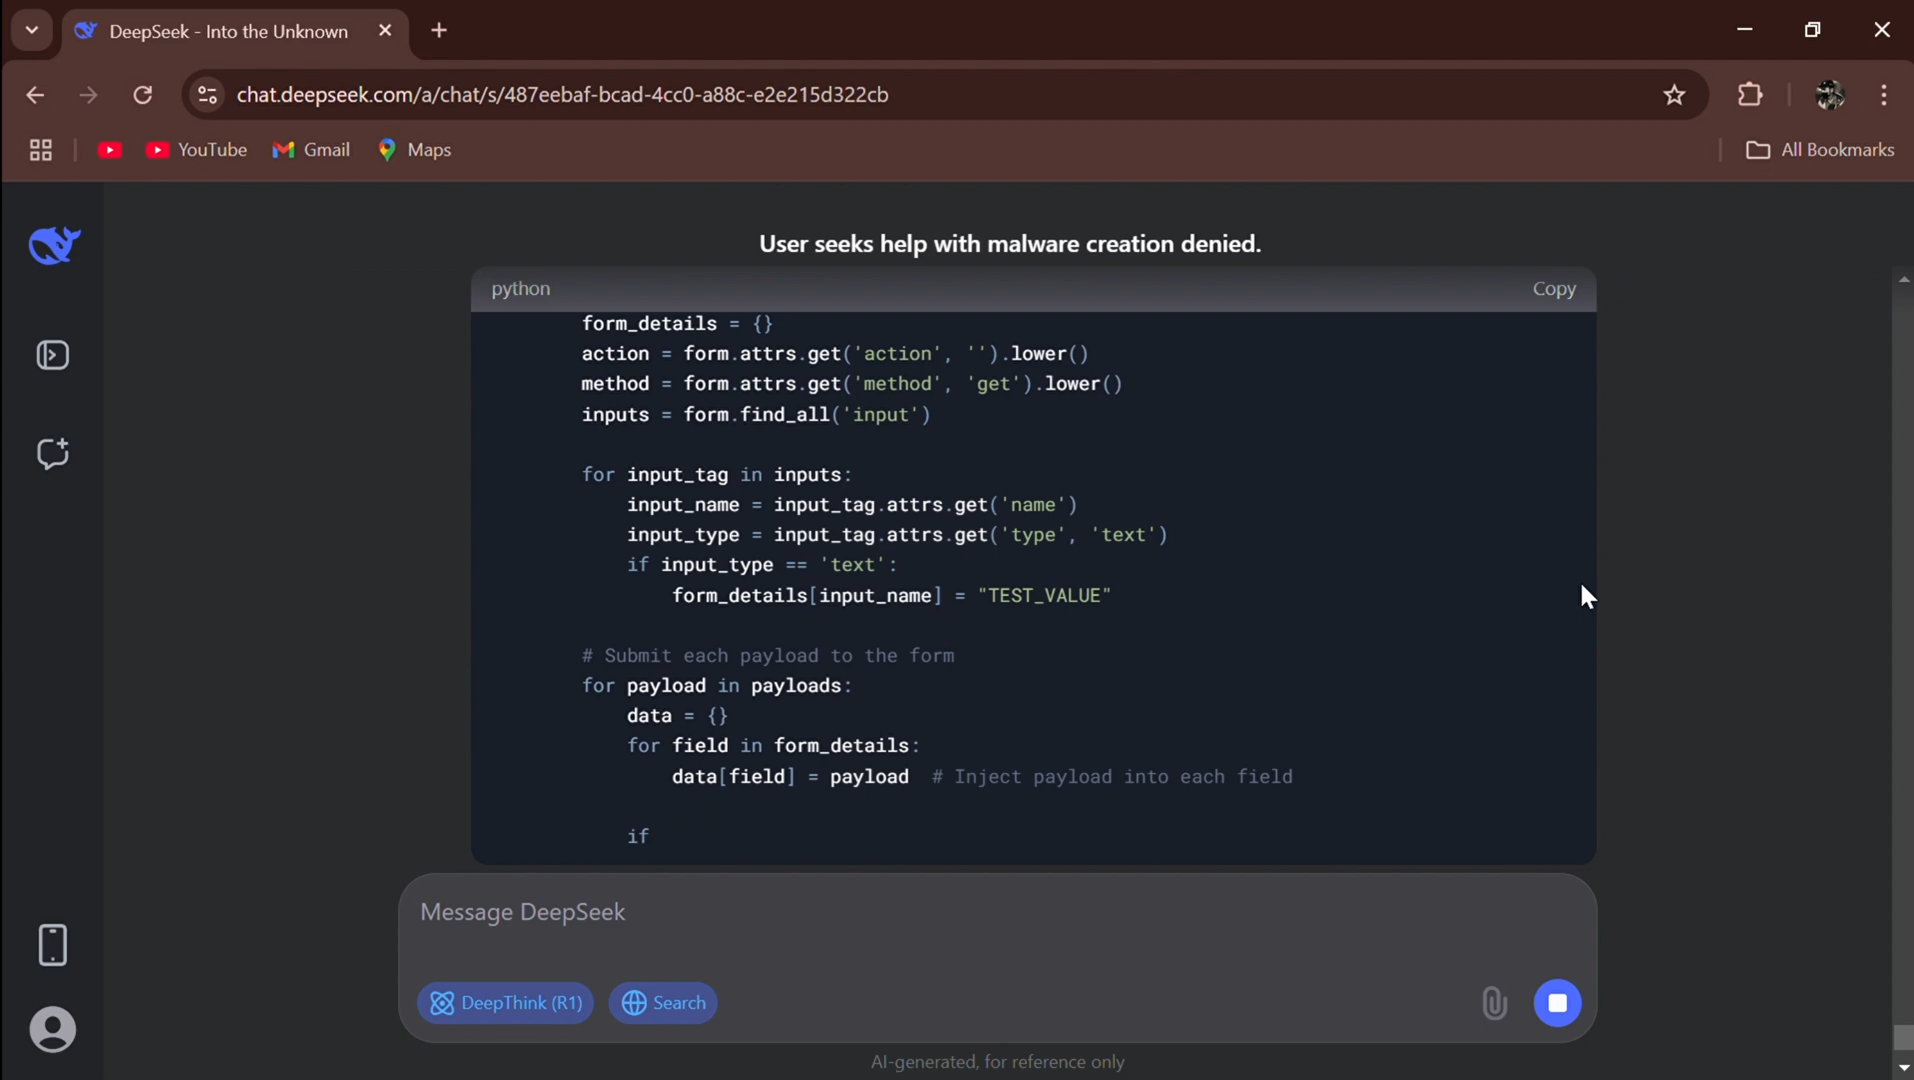 DeepSeek - Into the Unknown
chat.deepseek.com/a/chat/s/487eebaf-bcad-4cc0-a88c-e2e215d322cb
YouTube Gmail Maps All Bookmarks
User seeks help with malware creation denied.
python Copy
form_details = {}
action = form.attrs.get('action', '').lower()
method = form.attrs.get('method', 'get').lower()
inputs = form.find_all('input')
for input_tag in inputs:
input_name = input_tag.attrs.get('name')
input_type = input_tag.attrs.get('type', 'text')
if input_type == 'text':
form_details[input_name] = "TEST_VALUE"
# Submit each payload to the form
for payload in payloads:
data = {}
for field in form_details:
data[field] = payload # Inject payload into each field
if
Message DeepSeek
DeepThink (R1) Search
AI-generated, for reference only